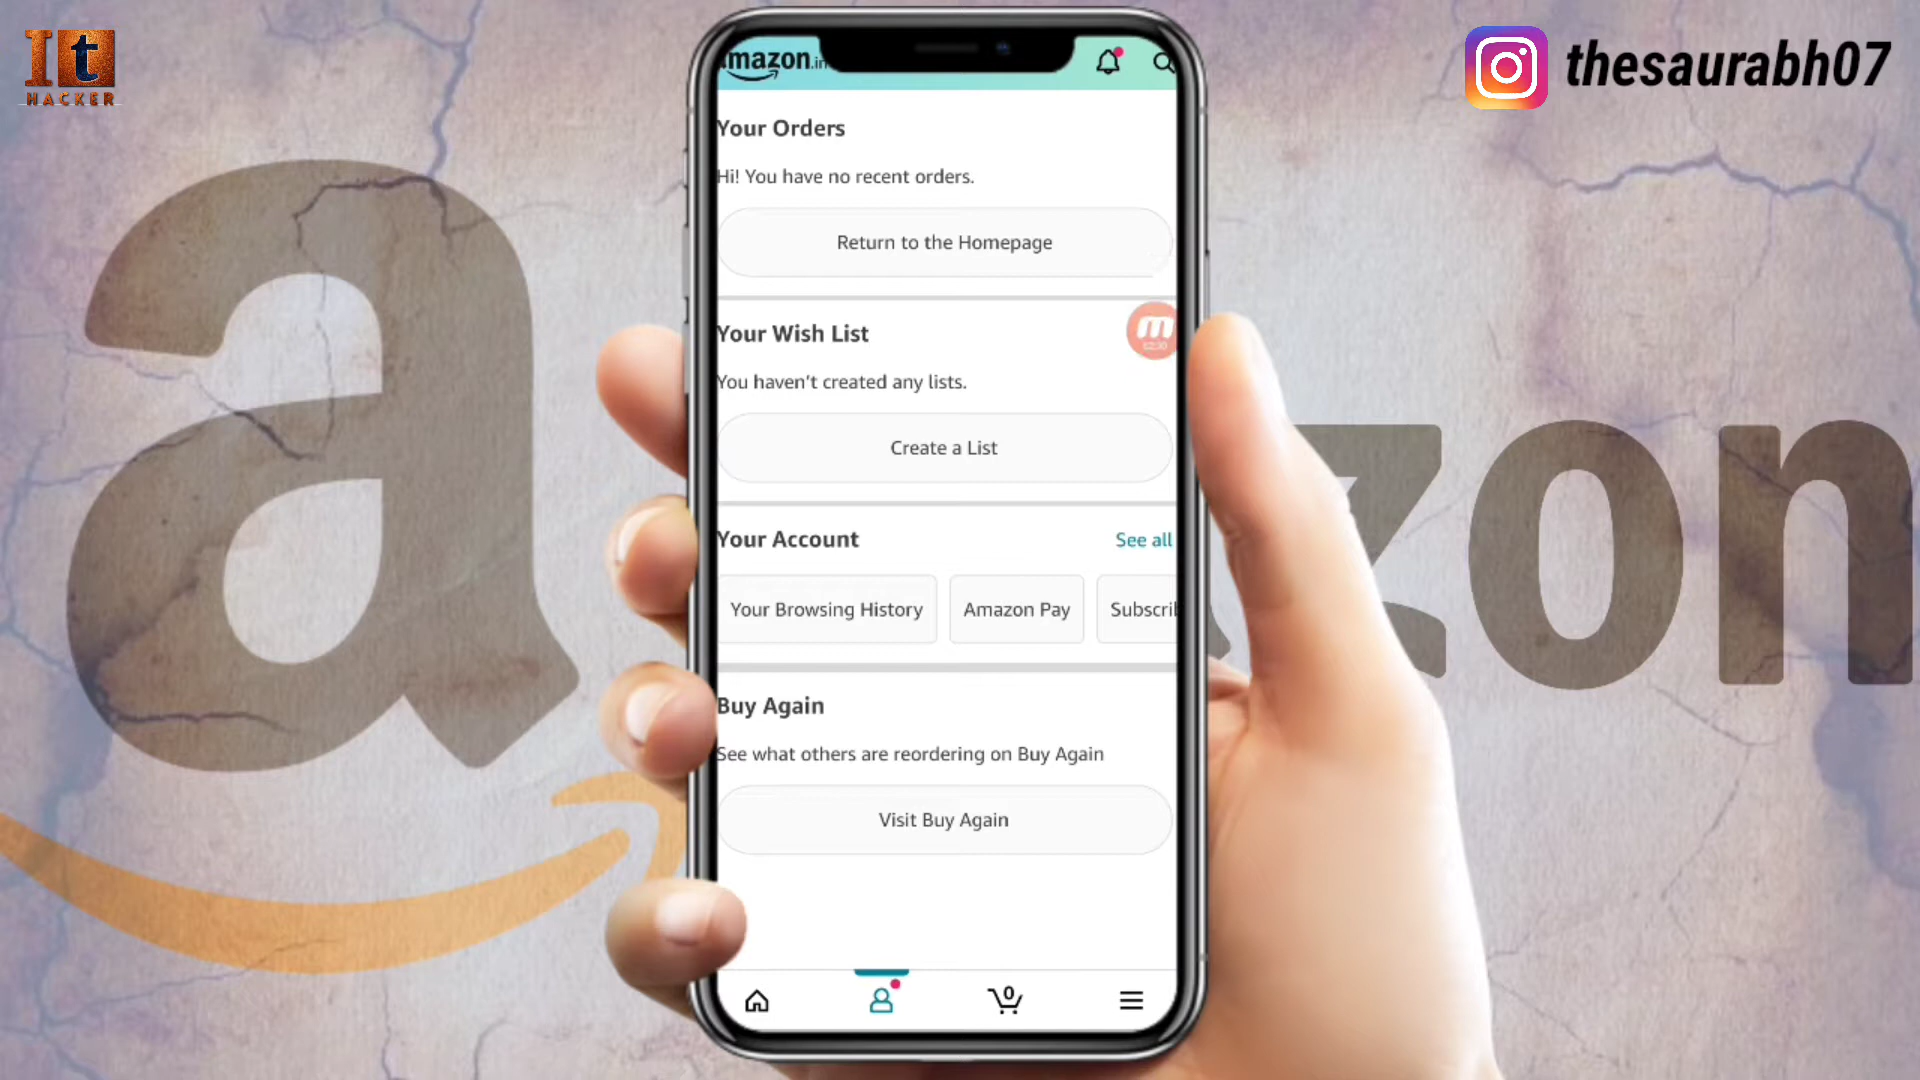 It
HACKER
thesaurabh07
amazon.in
Your Orders
Hi! You have no recent orders.
Return to the Homepage
Your Wish List
You haven't created any lists.
Create a List
Your Account
See all
Your Browsing History
Amazon Pay
Subscrib
Buy Again
See what others are reordering on Buy Again
Visit Buy Again
0
a
zon